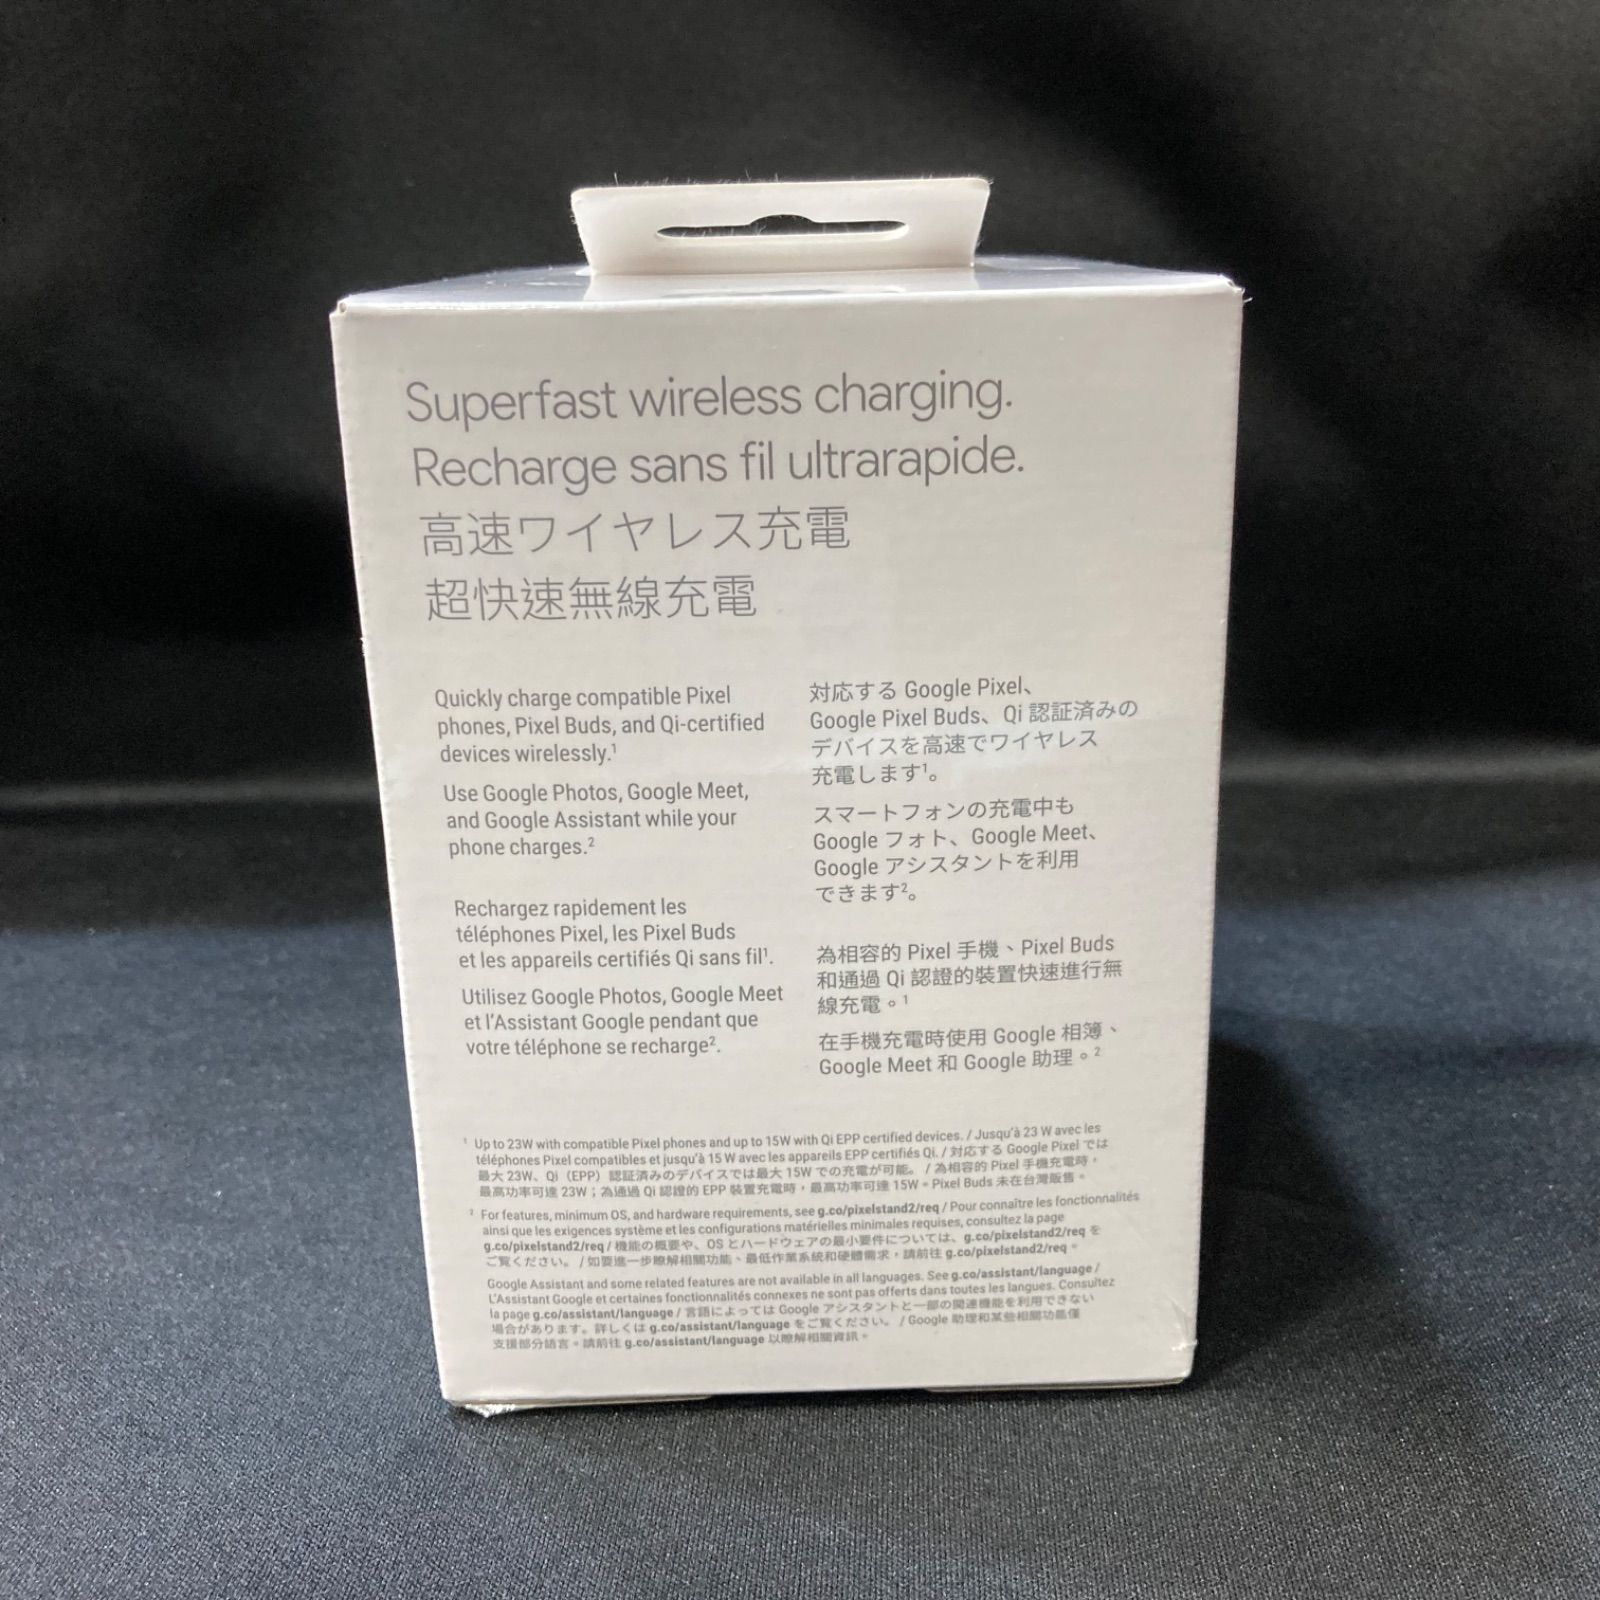 Superfast wireless charging.
Recharge sans fil ultrarapide.
高速ワイヤレス充電
超快速無線充電
Quickly charge compatible Pixel
phones, Pixel Buds, and Qi-certified
devices wirelessly.¹
Use Google Photos, Google Meet,
and Google Assistant while your
phone charges.²
Rechargez rapidement les
téléphones Pixel, les Pixel Buds
et les appareils certifiés Qi sans fil¹.
Utilisez Google Photos, Google Meet
et l'Assistant Google pendant que
votre téléphone se recharge².
対応する Google Pixel、
Google Pixel Buds、Qi 認証済みの
デバイスを高速でワイヤレス
充電します¹。
スマートフォンの充電中も
Google フォト、Google Meet、
Google アシスタントを利用
できます²。
為相容的 Pixel 手機、Pixel Buds
和通過 Qi 認證的裝置快速進行無
線充電。¹
在手機充電時使用 Google 相簿、
Google Meet 和 Google 助理。²
¹ Up to 23W with compatible Pixel phones and up to 15W with Qi EPP certified devices. / Jusqu'à 23 W avec les
téléphones Pixel compatibles et jusqu'à 15 W avec les appareils EPP certifiés Qi. / 対応する Google Pixel では
最大 23W、Qi（EPP）認証済みのデバイスでは最大 15W での充電が可能。 / 為相容的 Pixel 手機充電時，
最高功率可達 23W；為通過 Qi 認證的 EPP 裝置充電時，最高功率可達 15W。Pixel Buds 未在台灣販售。
² For features, minimum OS, and hardware requirements, see g.co/pixelstand2/req / Pour connaître les fonctionnalités
ainsi que les exigences système et les configurations matérielles minimales requises, consultez la page
g.co/pixelstand2/req / 機能の概要や、OS とハードウェアの最小要件については、g.co/pixelstand2/req を
ご覧ください。 / 如要進一步瞭解相關功能、最低作業系統和硬體需求，請前往 g.co/pixelstand2/req。
Google Assistant and some related features are not available in all languages. See g.co/assistant/language /
L'Assistant Google et certaines fonctionnalités connexes ne sont pas offerts dans toutes les langues. Consultez
la page g.co/assistant/language / 言語によっては Google アシスタントと一部の関連機能を利用できない
場合があります。詳しくは g.co/assistant/language をご覧ください。 / Google 助理和某些相關功能僅
支援部分語言。請前往 g.co/assistant/language 以瞭解相關資訊。